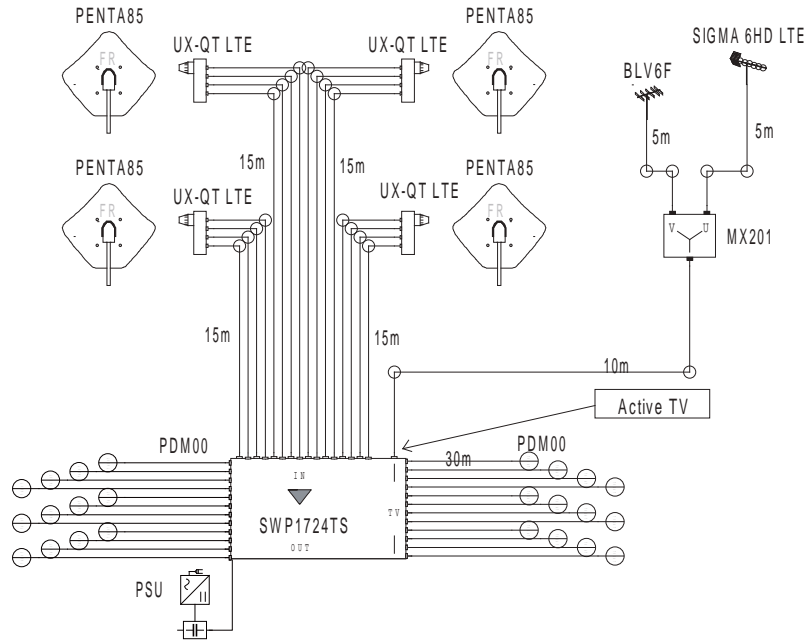 PENTA85
PENTA85
UX-QT LTE
UX-QT LTE
SIGMA 6HD LTE
BLV6F
FR
FR
5m
5m
15m
15m
PENTA85
PENTA85
UX-QT LTE
UX-QT LTE
FR
FR
V
U
MX201
15m
15m
10m
Active TV
PDM00
PDM00
30m
IN
TV
SWP1724TS
OUT
PSU